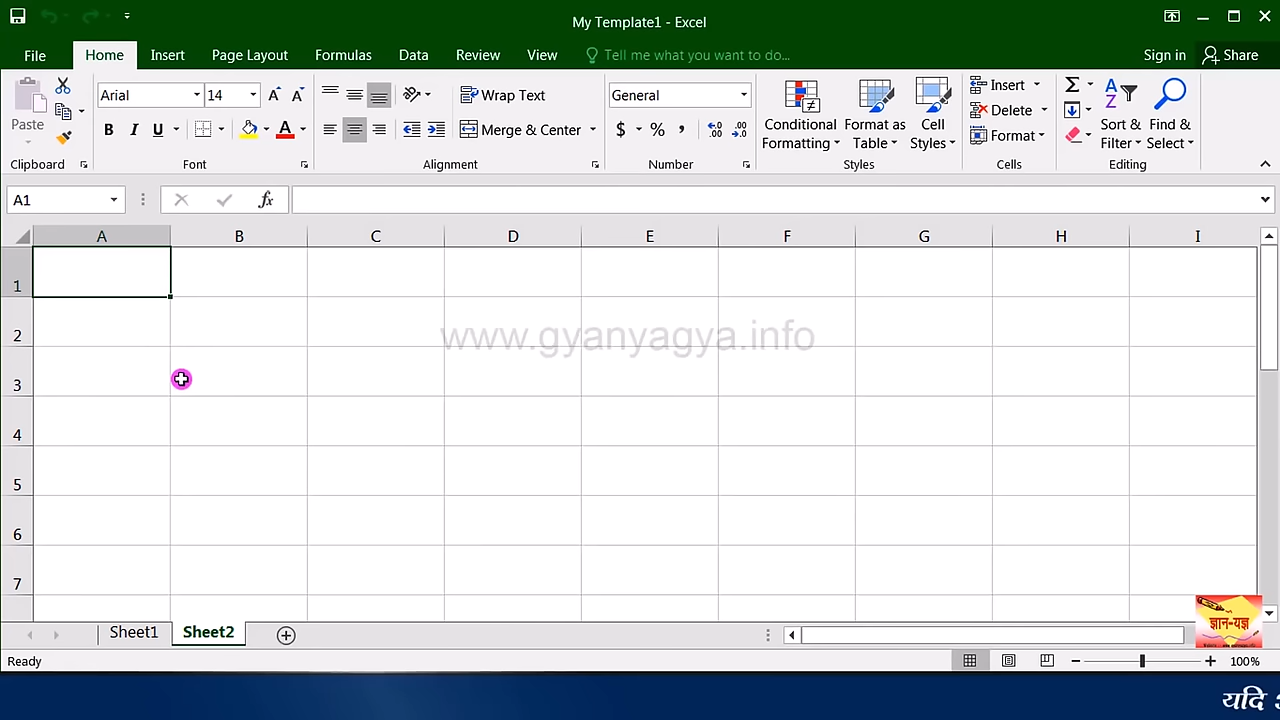 My Template1 - Excel
File Home Insert Page Layout Formulas Data Review View Tell me what you want to do... Sign in Share
Arial 14 Wrap Text General Insert
Paste B I U Merge & Center $ % Conditional Formatting Format as Table Cell Styles Delete Format Sort & Filter Find & Select
Clipboard Font Alignment Number Styles Cells Editing
A1 fx
A B C D E F G H I
1
2
www.gyanyagya.info
3
4
5
6
7
ज्ञान-यज्ञ
Sheet1 Sheet2
Ready 100%
यदि